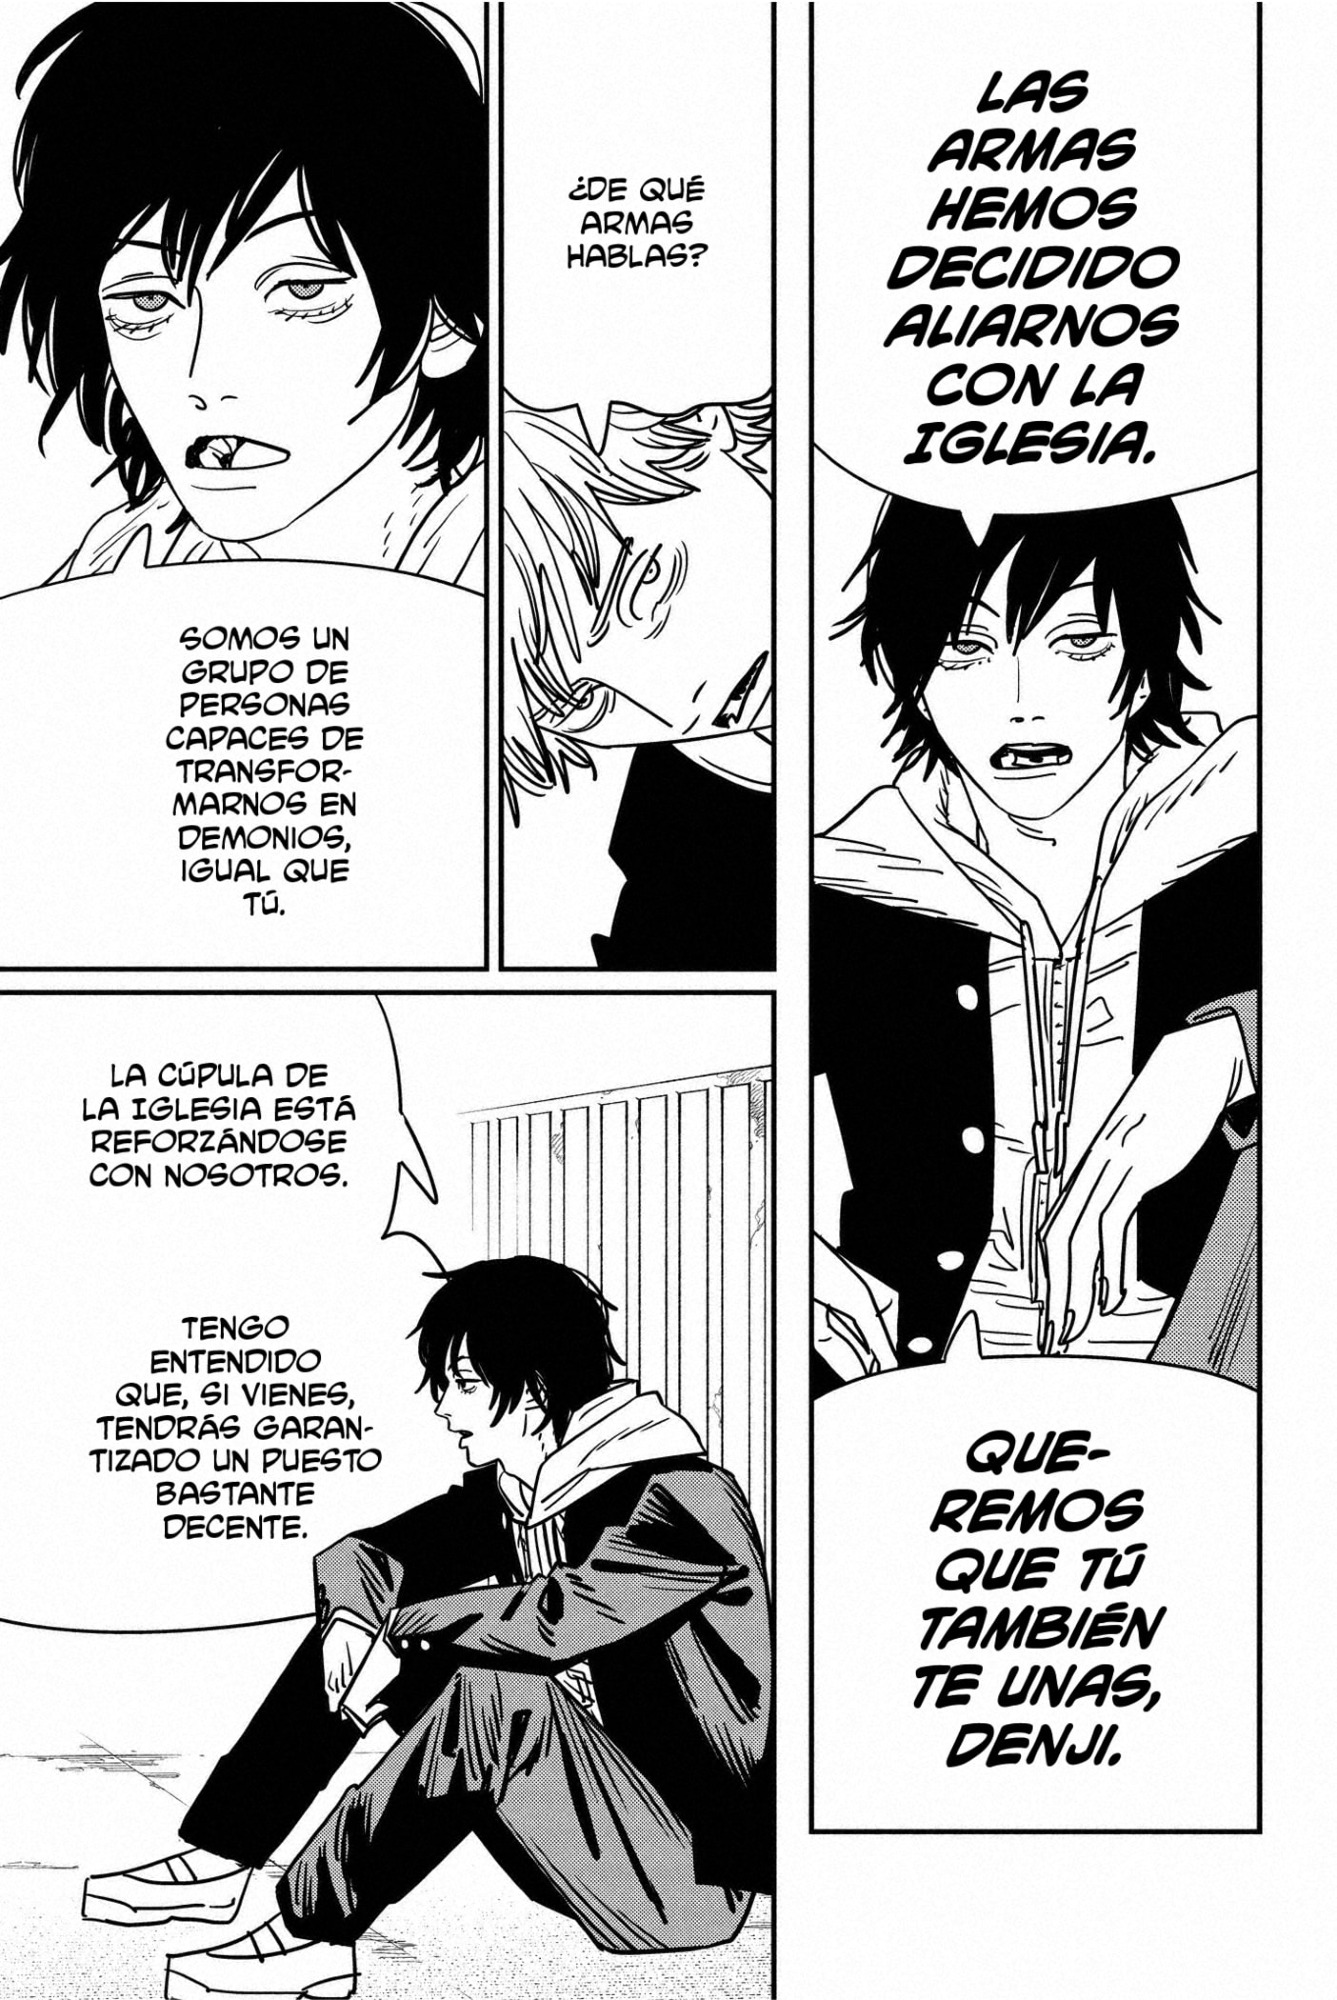 LAS
ARMAS
HEMOS
DECIDIDO
ALIARNOS
CON LA
IGLESIA.
QUE-
REMOS
QUE TÚ
TAMBIÉN
TE UNAS,
DENJI.
¿DE QUÉ
ARMAS
HABLAS?
SOMOS UN
GRUPO DE
PERSONAS
CAPACES DE
TRANSFOR-
MARNOS EN
DEMONIOS,
IGUAL QUE
TÚ.
LA CÚPULA DE
LA IGLESIA ESTÁ
REFORZÁNDOSE
CON NOSOTROS.
TENGO
ENTENDIDO
QUE, SI VIENES,
TENDRÁS GARAN-
TIZADO UN PUESTO
BASTANTE
DECENTE.